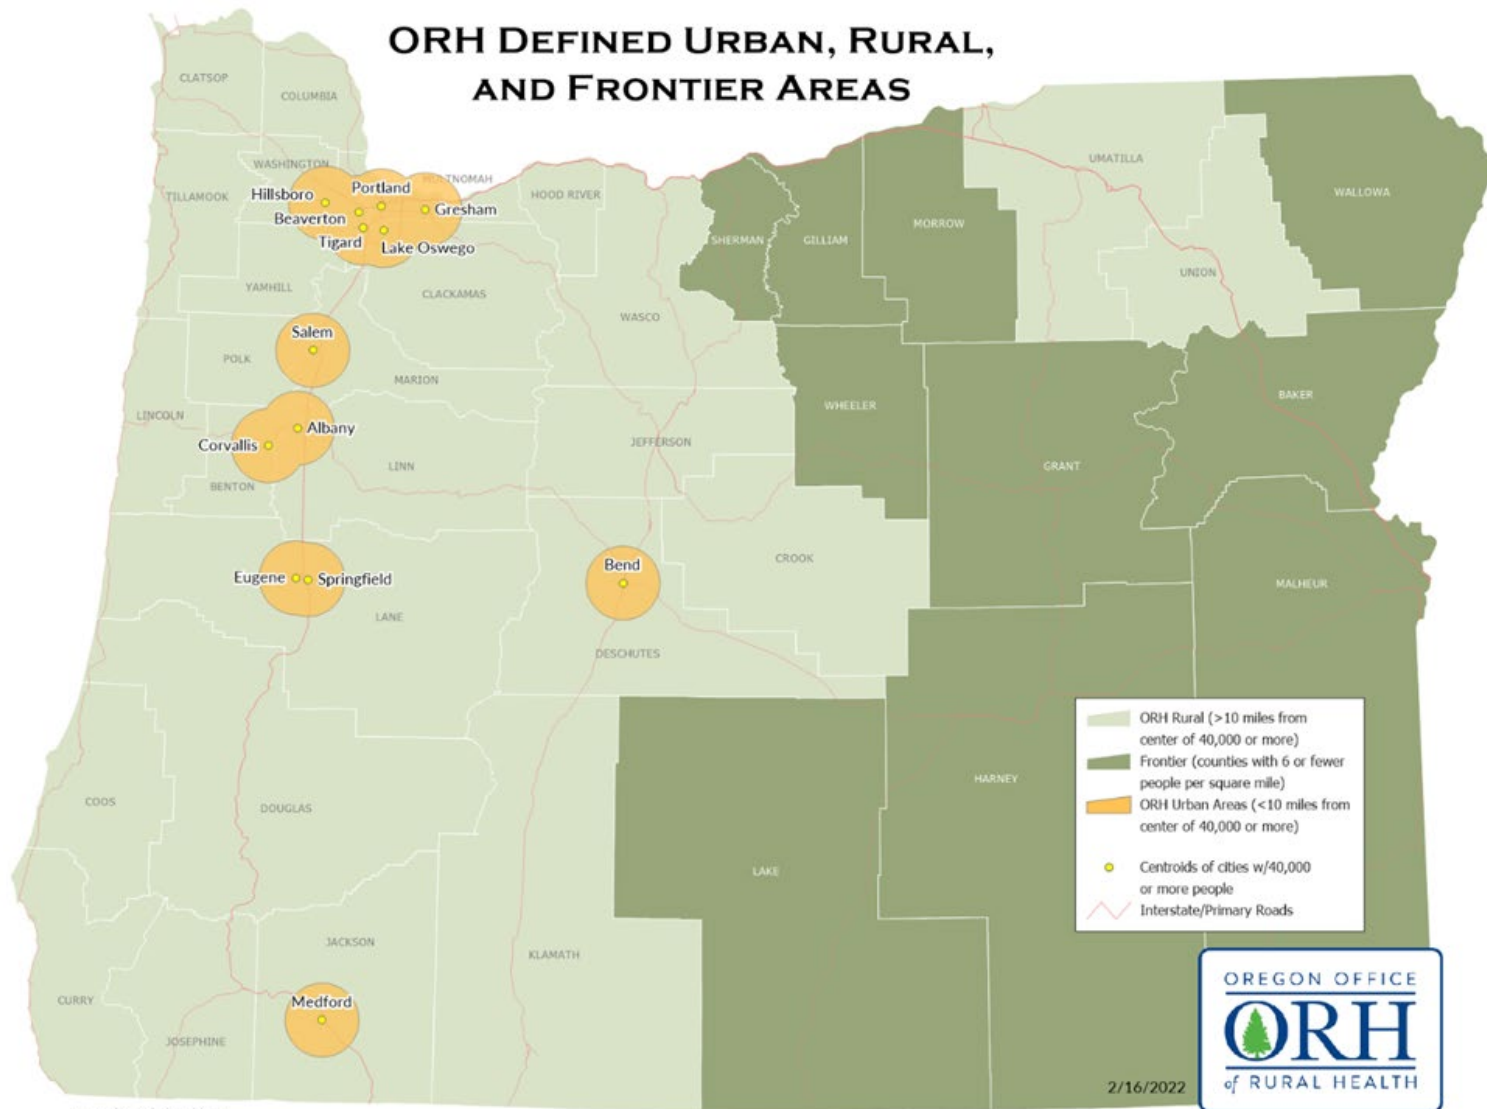 ORH DEFINED URBAN, RURAL,
AND FRONTIER AREAS
CLATSOP
COLUMBIA
WASHINGTON
TILLAMOOK
Hillsboro
Portland
Beaverton
Gresham
Tigard
Lake Oswego
HOOD RIVER
UMATILLA
WALLOWA
SHERMAN
GILLIAM
MORROW
UNION
YAMHILL
CLACKAMAS
WASCO
Salem
POLK
MARION
WHEELER
BAKER
LINCOLN
Albany
Corvallis
JEFFERSON
LINN
GRANT
BENTON
CROOK
Bend
Eugene
Springfield
MALHEUR
LANE
DESCHUTES
ORH Rural (>10 miles from
center of 40,000 or more)
Frontier (counties with 6 or fewer
people per square mile)
ORH Urban Areas (<10 miles from
center of 40,000 or more)
Centroids of cities w/40,000
or more people
Interstate/Primary Roads
HARNEY
COOS
DOUGLAS
LAKE
JACKSON
KLAMATH
CURRY
Medford
JOSEPHINE
2/16/2022
OREGON OFFICE
ORH
of RURAL HEALTH